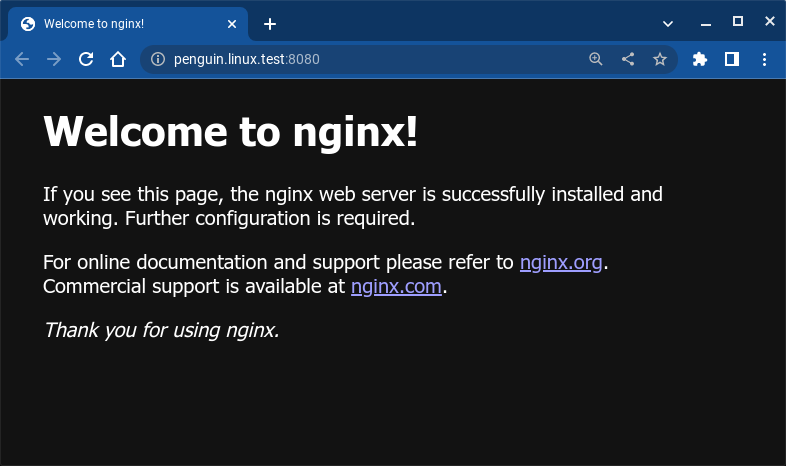 Welcome to nginx!
penguin.linux.test:8080
Welcome to nginx!
If you see this page, the nginx web server is successfully installed and
working. Further configuration is required.
For online documentation and support please refer to nginx.org.
Commercial support is available at nginx.com.
Thank you for using nginx.